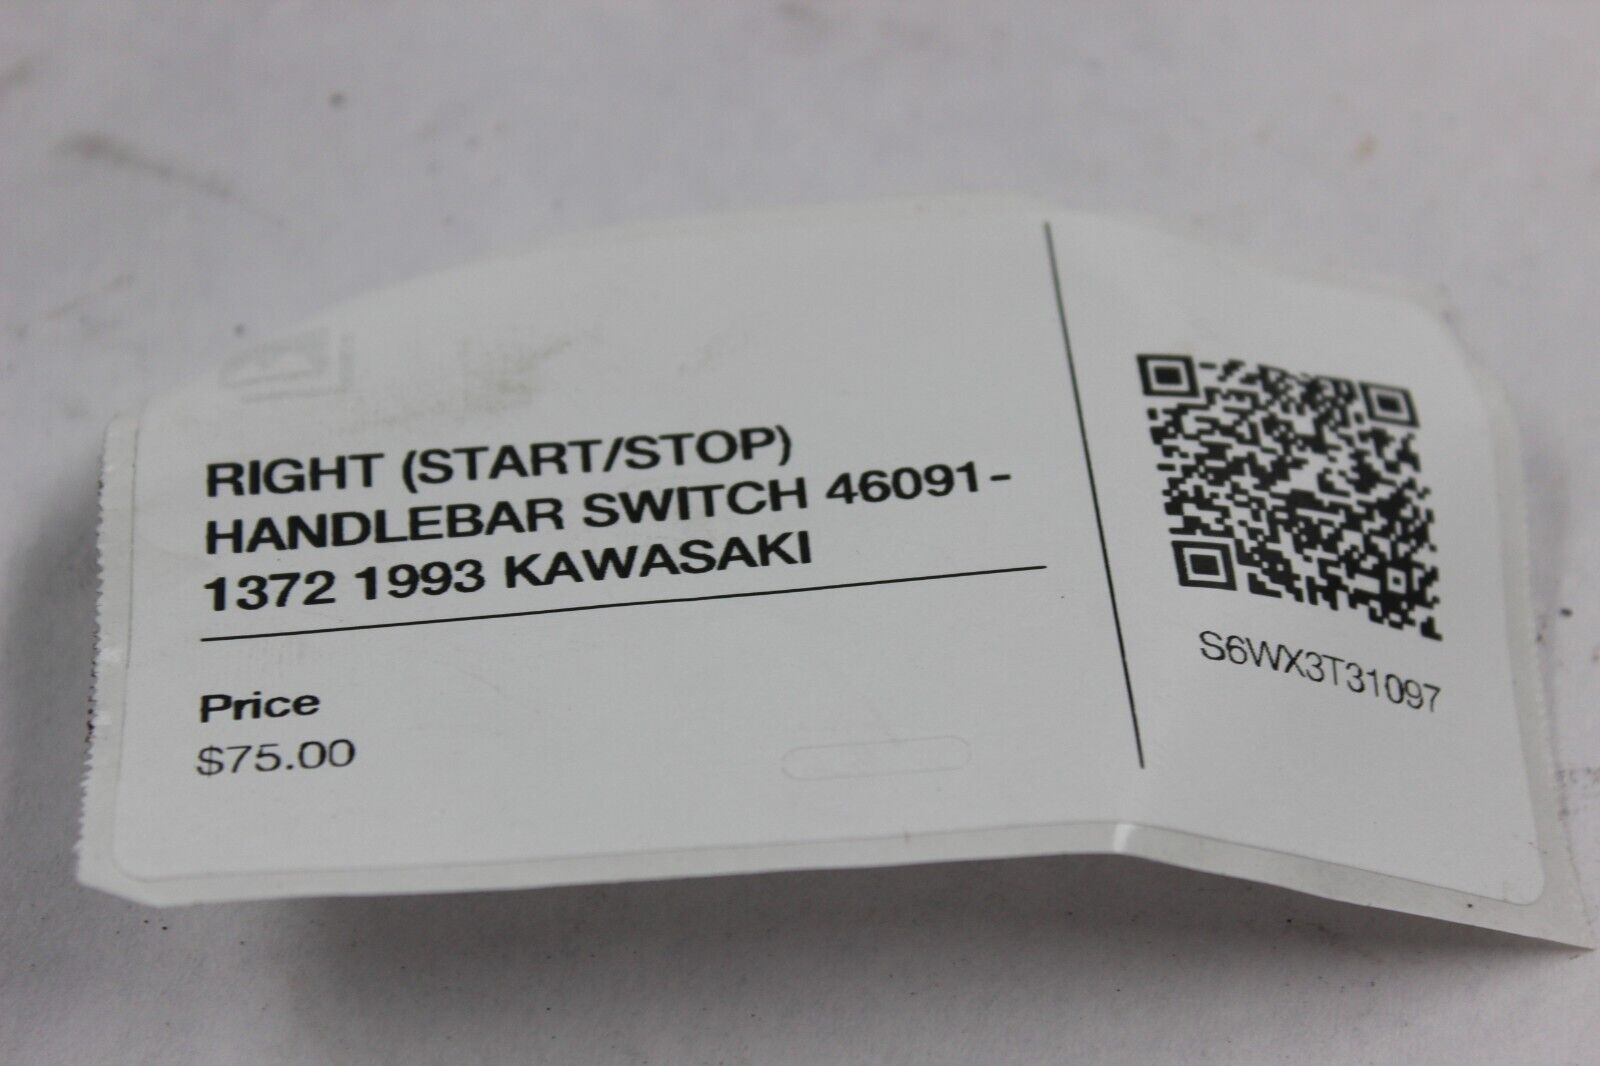 RIGHT (START/STOP)
HANDLEBAR SWITCH 46091-
1372 1993 KAWASAKI
Price
$75.00
S6WX3T31097